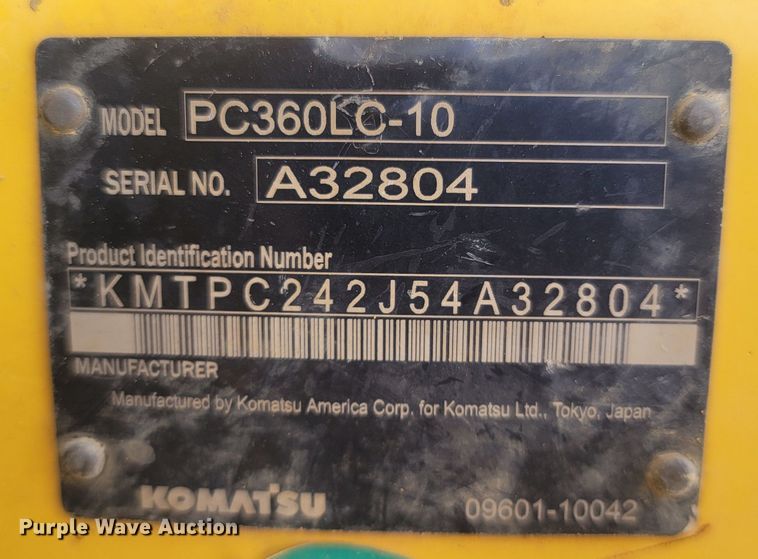 MODEL PC360LC-10
SERIAL NO. A32804
Product Identification Number
*KMTPC242J54A32804*
MANUFACTURER
Manufactured by Komatsu America Corp. for Komatsu Ltd., Tokyo, Japan
KOMATSU 09601-10042
Purple Wave Auction